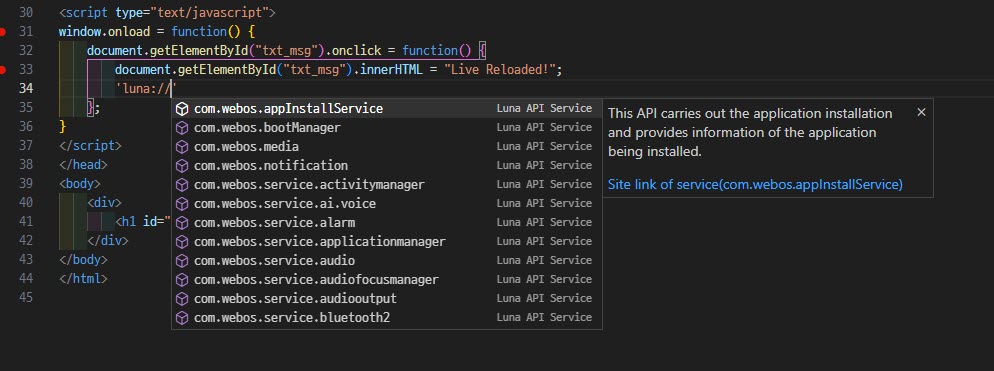 30 <script type="text/javascript">
31 window.onload = function() {
32 document.getElementById("txt_msg").onclick = function() {
33 document.getElementById("txt_msg").innerHTML = "Live Reloaded!";
34 'luna://'
35 };
36 }
37 </script>
38 </head>
39 <body>
40 <div>
41 <h1 id="
42 </div>
43 </body>
44 </html>
45
com.webos.appInstallService Luna API Service
com.webos.bootManager Luna API Service
com.webos.media Luna API Service
com.webos.notification Luna API Service
com.webos.service.activitymanager Luna API Service
com.webos.service.ai.voice Luna API Service
com.webos.service.alarm Luna API Service
com.webos.service.applicationmanager Luna API Service
com.webos.service.audio Luna API Service
com.webos.service.audiofocusmanager Luna API Service
com.webos.service.audiooutput Luna API Service
com.webos.service.bluetooth2 Luna API Service
This API carries out the application installation
and provides information of the application
being installed.
Site link of service(com.webos.appInstallService)